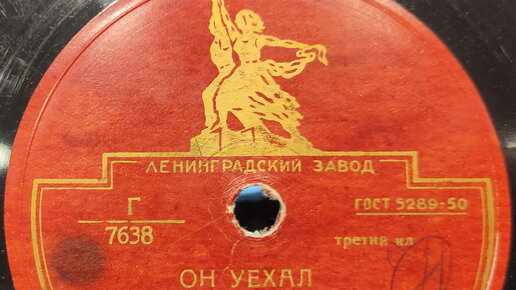 ЛЕНИНГРАДСКИЙ ЗАВОД
Г
7638
ГОСТ 5289-50
третий кл
ОН УЕХАЛ